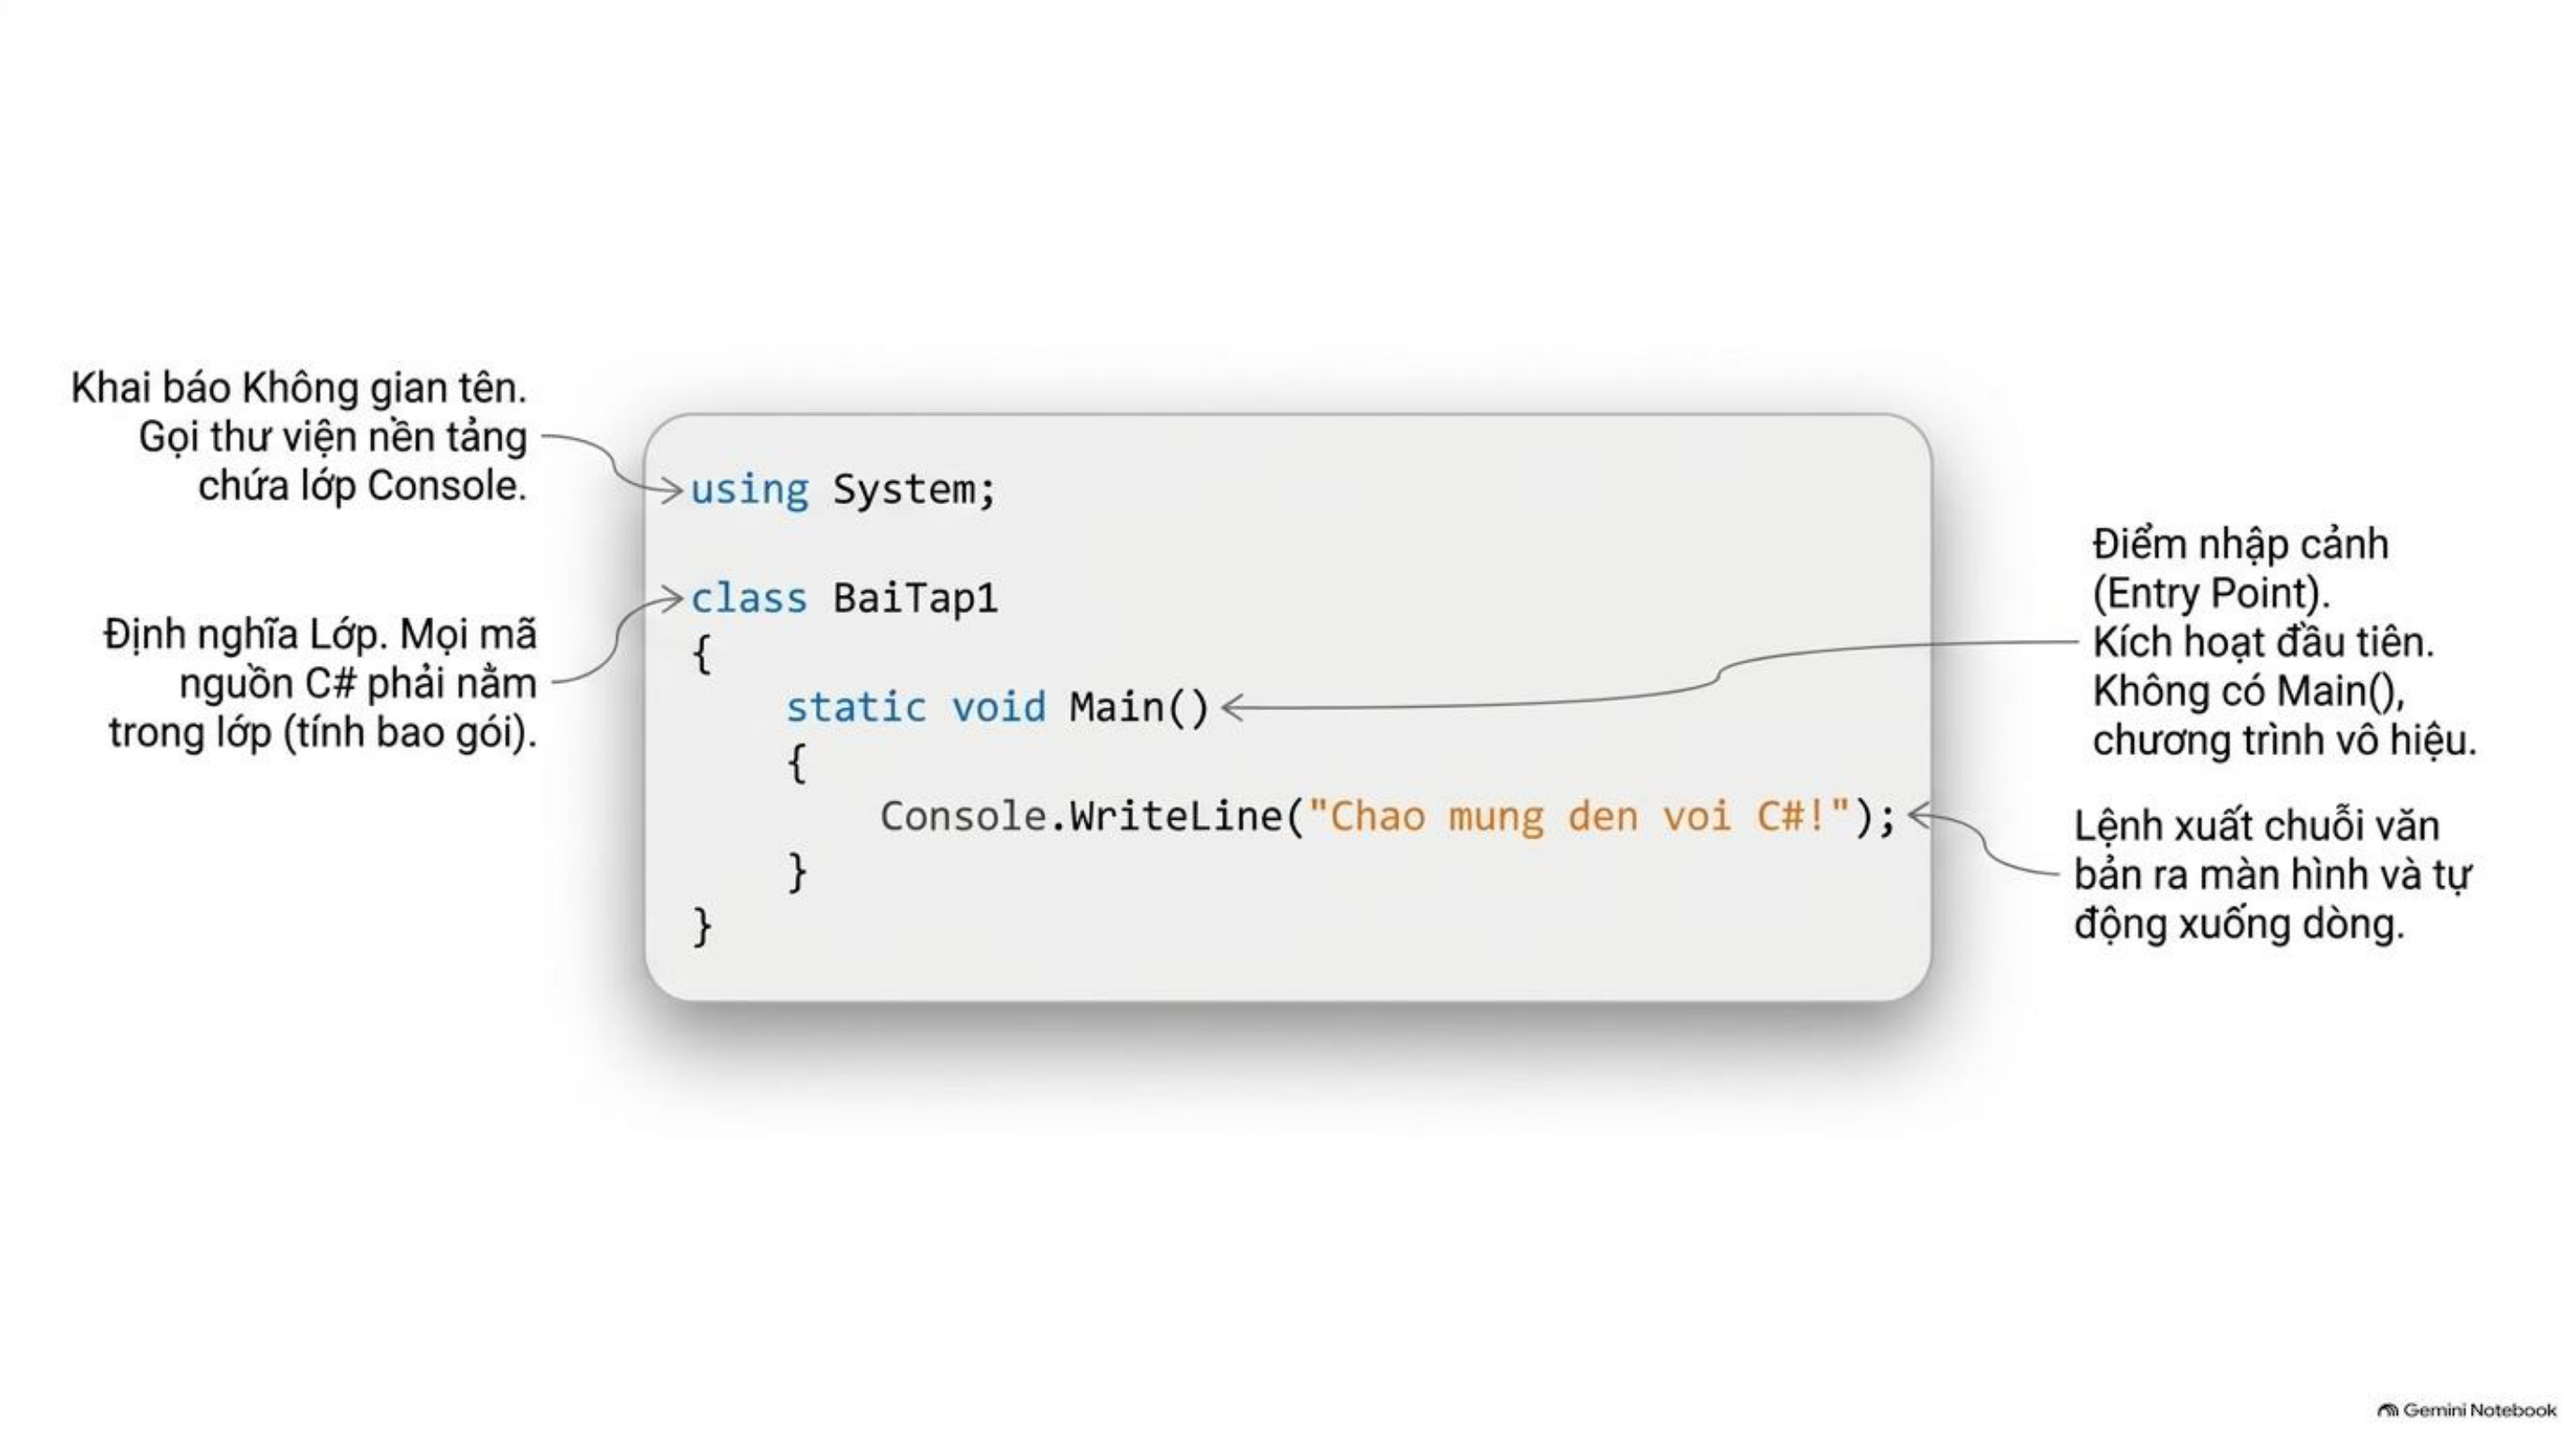 Khai báo Không gian tên.
Gọi thư viện nền tảng
chứa lớp Console.
Định nghĩa Lớp. Mọi mã
nguồn C# phải nằm
trong lớp (tính bao gói).
using System;
class BaiTap1
{
static void Main()
{
Console.WriteLine("Chao mung den voi C#!");
}
}
Điểm nhập cảnh
(Entry Point).
Kích hoạt đầu tiên.
Không có Main(),
chương trình vô hiệu.
Lệnh xuất chuỗi văn
bản ra màn hình và tự
động xuống dòng.
Gemini Notebook